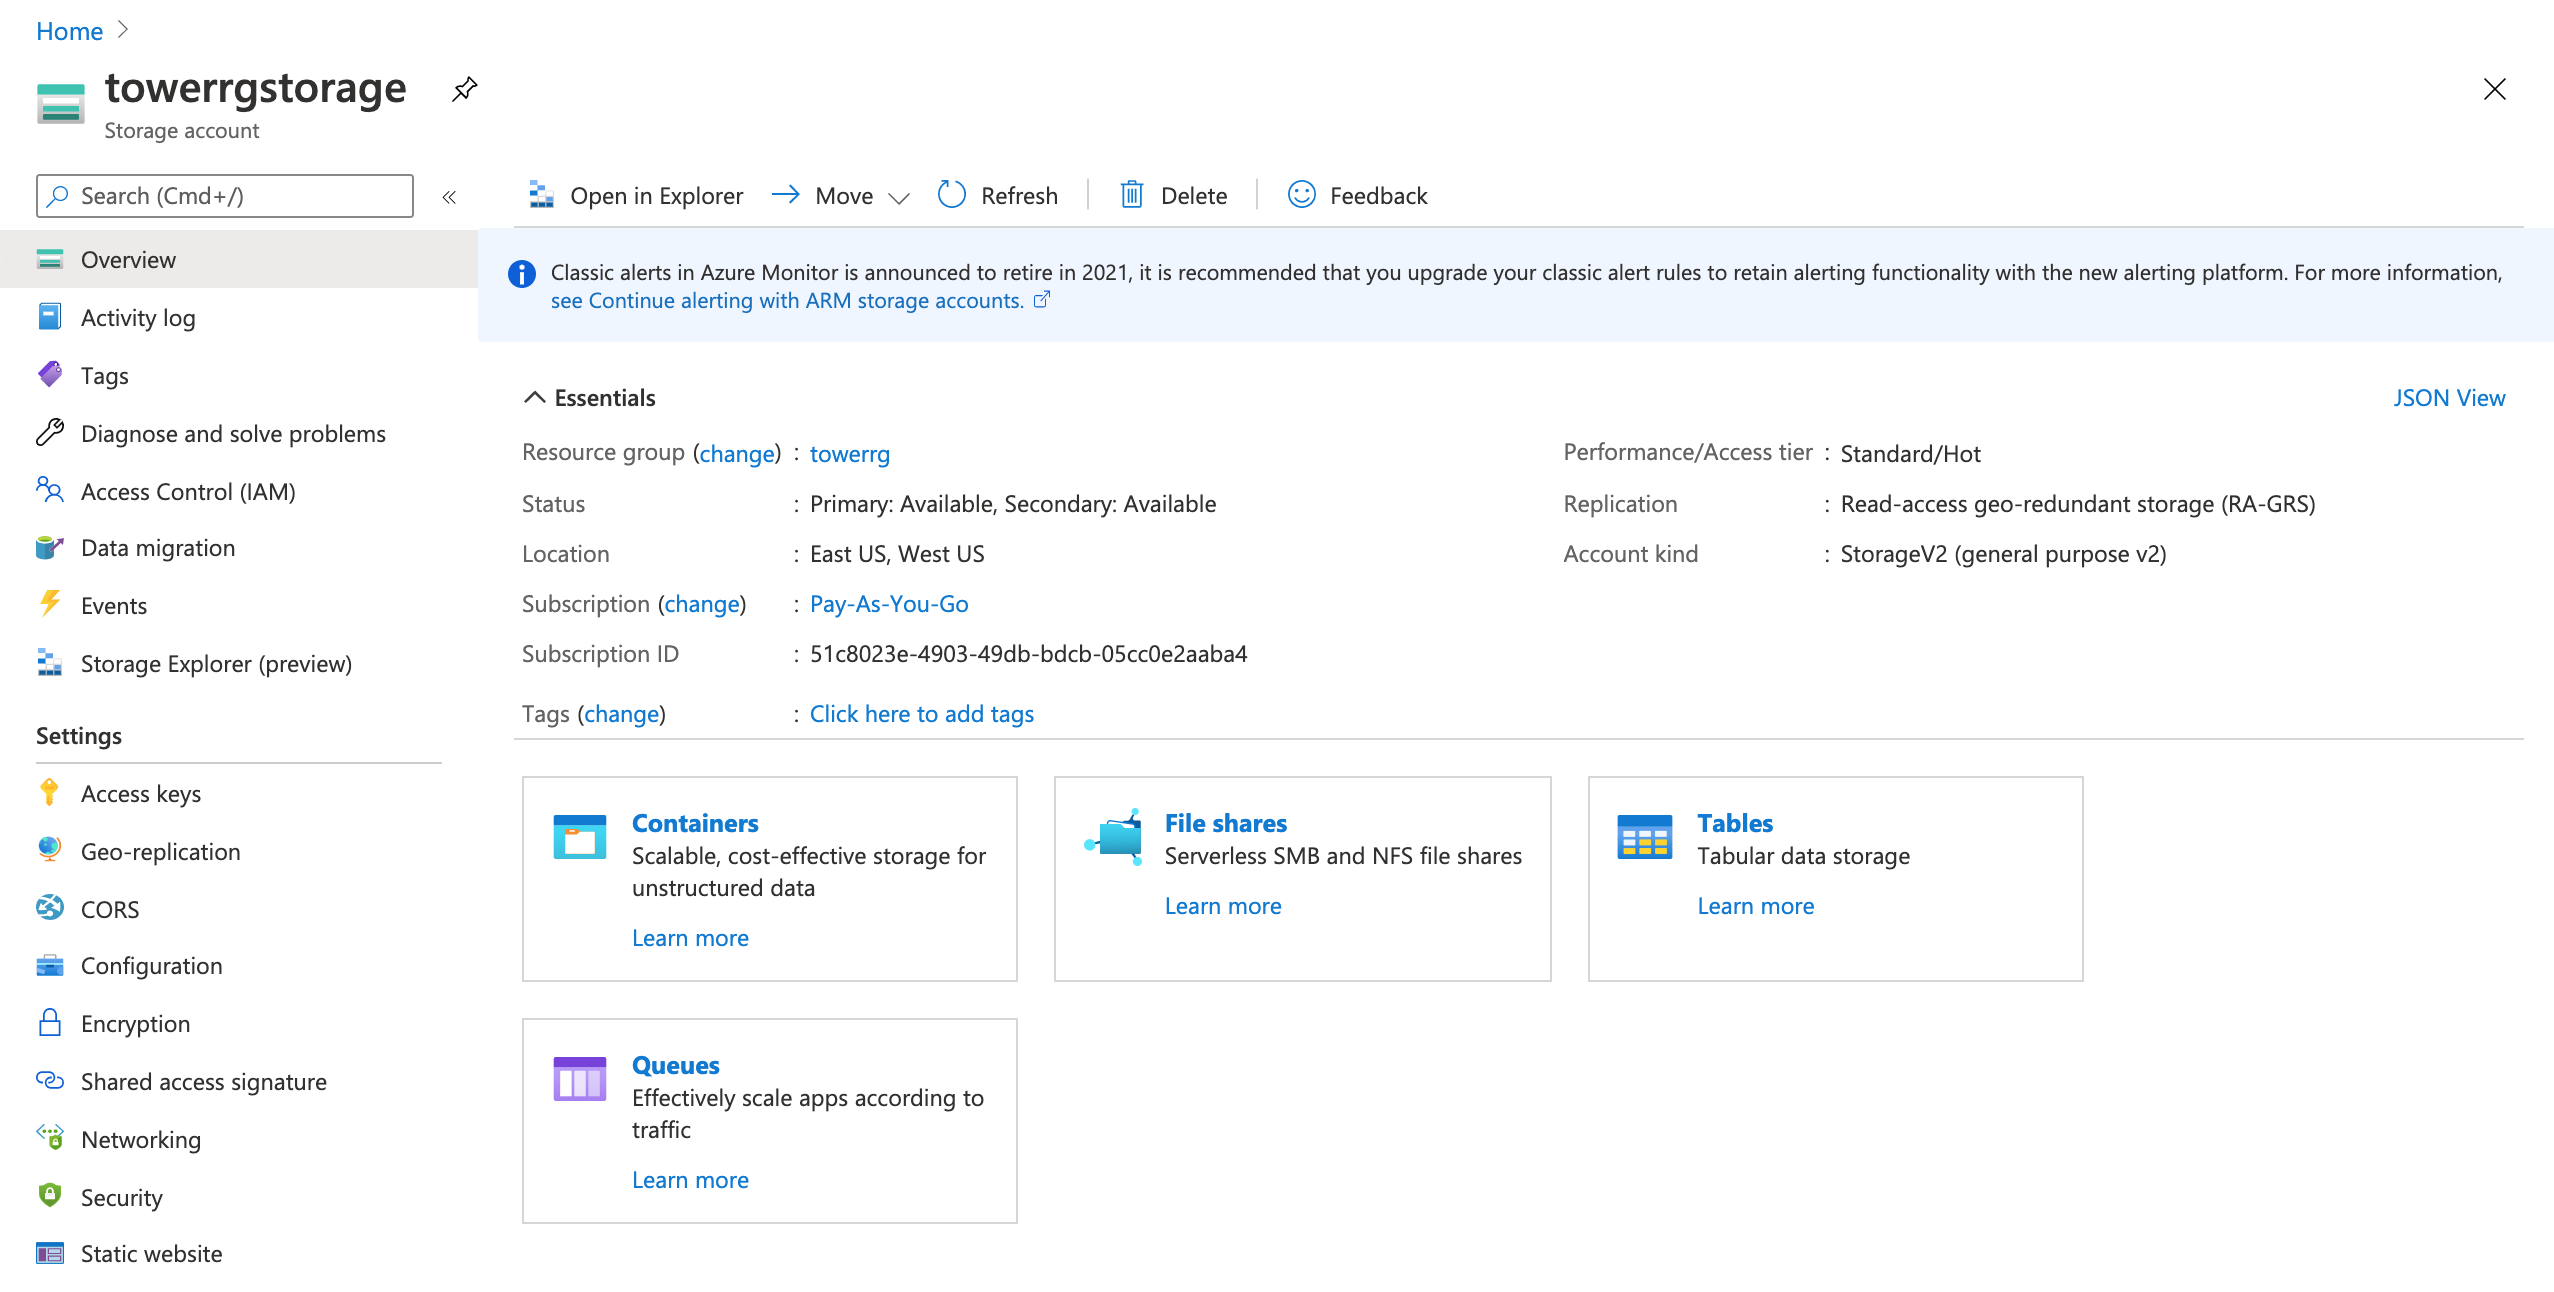 Home
towerrgstorage
Storage account
Search (Cmd+/)
«
Open in Explorer
Move
Refresh
Delete
Feedback
Overview
Activity log
Tags
Diagnose and solve problems
Access Control (IAM)
Data migration
Events
Storage Explorer (preview)
Settings
Access keys
Geo-replication
CORS
Configuration
Encryption
Shared access signature
Networking
Security
Static website
Classic alerts in Azure Monitor is announced to retire in 2021, it is recommended that you upgrade your classic alert rules to retain alerting functionality with the new alerting platform. For more information,
see Continue alerting with ARM storage accounts.
Essentials
JSON View
Resource group (change) : towerrg
Status : Primary: Available, Secondary: Available
Location : East US, West US
Subscription (change) : Pay-As-You-Go
Subscription ID : 51c8023e-4903-49db-bdcb-05cc0e2aaba4
Tags (change) : Click here to add tags
Performance/Access tier : Standard/Hot
Replication : Read-access geo-redundant storage (RA-GRS)
Account kind : StorageV2 (general purpose v2)
Containers
Scalable, cost-effective storage for
unstructured data
Learn more
File shares
Serverless SMB and NFS file shares
Learn more
Tables
Tabular data storage
Learn more
Queues
Effectively scale apps according to
traffic
Learn more